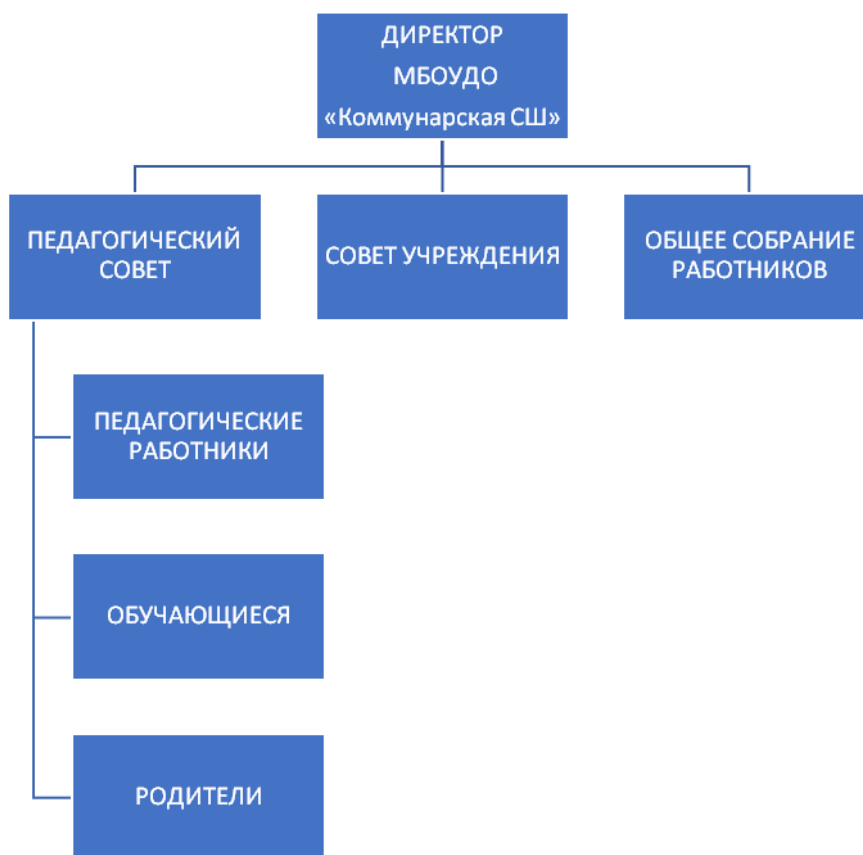 ДИРЕКТОР
МБОУДО
«Коммунарская СШ»
ПЕДАГОГИЧЕСКИЙ
СОВЕТ
СОВЕТ УЧРЕЖДЕНИЯ
ОБЩЕЕ СОБРАНИЕ
РАБОТНИКОВ
ПЕДАГОГИЧЕСКИЕ
РАБОТНИКИ
ОБУЧАЮЩИЕСЯ
РОДИТЕЛИ